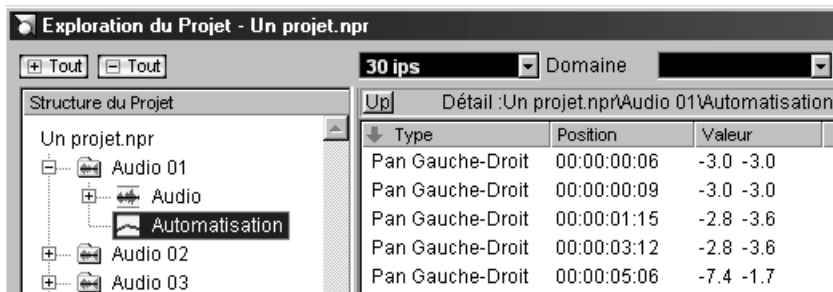 Exploration du Projet - Un projet.npr
Tout Tout 30 ips Domaine
Structure du Projet Up Détail :Un projet.npr\Audio 01\Automatisation
Type Position Valeur
Un projet.npr
Audio 01
Audio
Automatisation
Audio 02
Audio 03
Pan Gauche-Droit 00:00:00:06 -3.0 -3.0
Pan Gauche-Droit 00:00:00:09 -3.0 -3.0
Pan Gauche-Droit 00:00:01:15 -2.8 -3.6
Pan Gauche-Droit 00:00:03:12 -2.8 -3.6
Pan Gauche-Droit 00:00:05:06 -7.4 -1.7